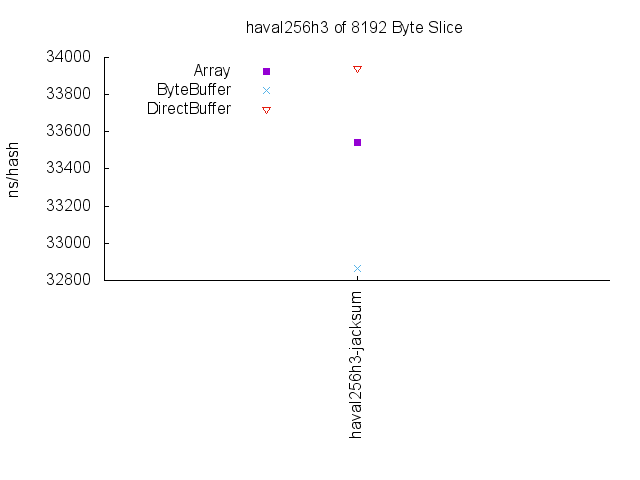 haval256h3 of 8192 Byte Slice
34000
33800
33600
33400
33200
33000
32800
ns/hash
Array
ByteBuffer
DirectBuffer
haval256h3-jacksum